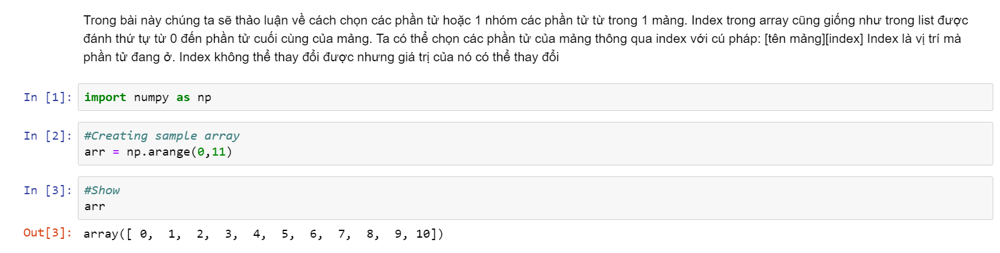 Trong bài này chúng ta sẽ thảo luận về cách chọn các phần tử hoặc 1 nhóm các phần tử từ trong 1 mảng. Index trong array cũng giống như trong list được
đánh thứ tự từ 0 đến phần tử cuối cùng của mảng. Ta có thể chọn các phần tử của mảng thông qua index với cú pháp: [tên mảng][index] Index là vị trí mà
phần tử đang ở. Index không thể thay đổi được nhưng giá trị của nó có thể thay đổi
In [1]: import numpy as np
In [2]: #Creating sample array
arr = np.arange(0,11)
In [3]: #Show
arr
Out[3]: array([ 0,  1,  2,  3,  4,  5,  6,  7,  8,  9, 10])